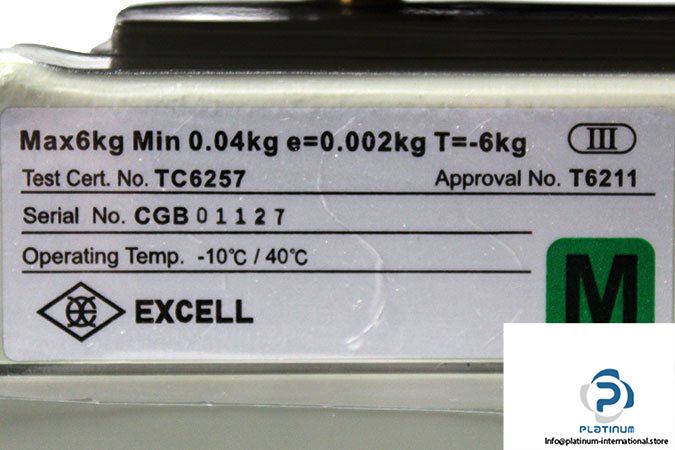 Max6kg Min 0.04kg e=0.002kg T=-6kg III
Test Cert. No. TC6257 Approval No. T6211
Serial No. CGB 01127
Operating Temp. -10℃ / 40℃
EXCELL
M
PLATINUM
Info@platinum-international.store